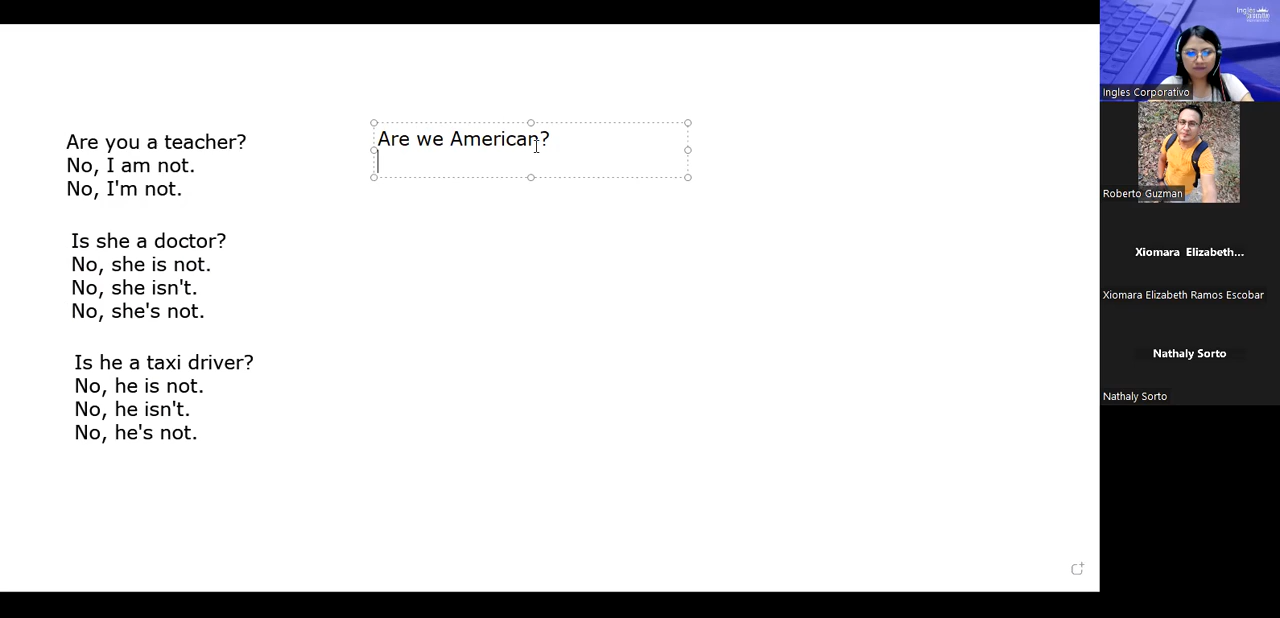 Are you a teacher?
No, I am not.
No, I'm not.
Is she a doctor?
No, she is not.
No, she isn't.
No, she's not.
Is he a taxi driver?
No, he is not.
No, he isn't.
No, he's not.
Are we American?
Ingles Corporativo
Roberto Guzman
Xiomara Elizabeth...
Xiomara Elizabeth Ramos Escobar
Nathaly Sorto
Nathaly Sorto